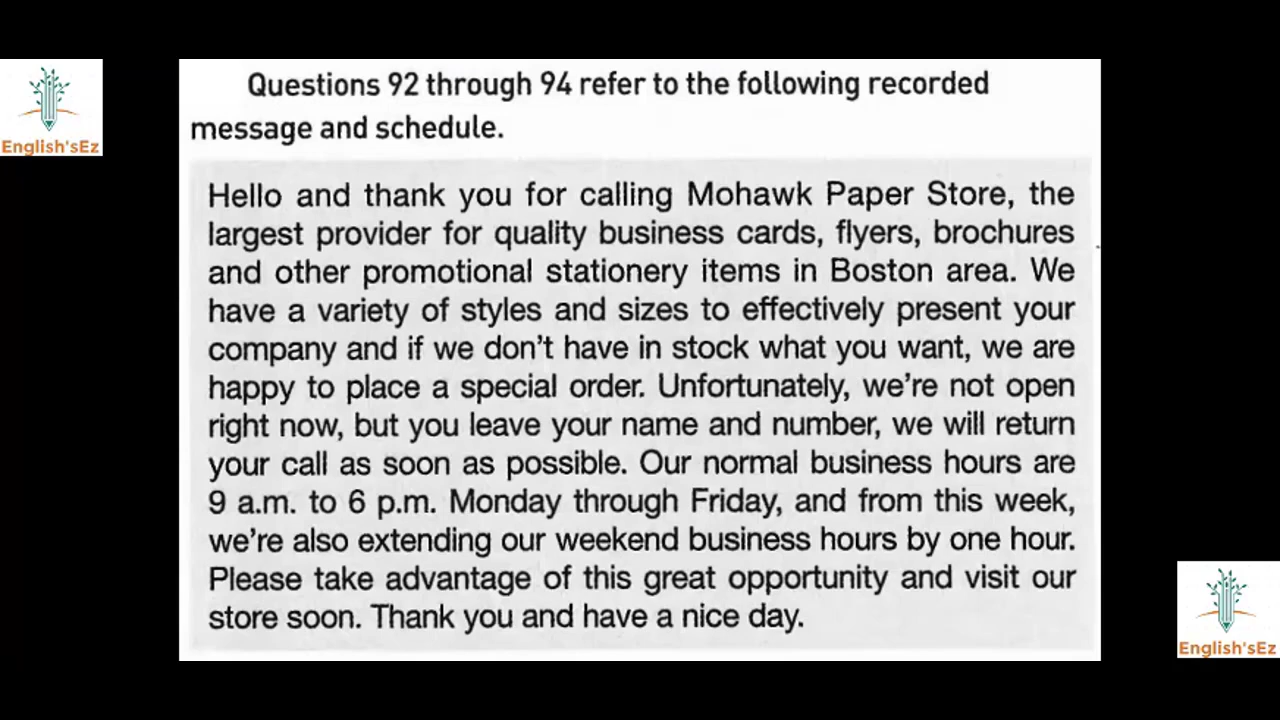 Questions 92 through 94 refer to the following recorded
message and schedule.
English'sEz
Hello and thank you for calling Mohawk Paper Store, the
largest provider for quality business cards, flyers, brochures
and other promotional stationery items in Boston area. We
have a variety of styles and sizes to effectively present your
company and if we don't have in stock what you want, we are
happy to place a special order. Unfortunately, we're not open
right now, but you leave your name and number, we will return
your call as soon as possible. Our normal business hours are
9 a.m. to 6 p.m. Monday through Friday, and from this week,
we're also extending our weekend business hours by one hour.
Please take advantage of this great opportunity and visit our
store soon. Thank you and have a nice day.
English'sEz